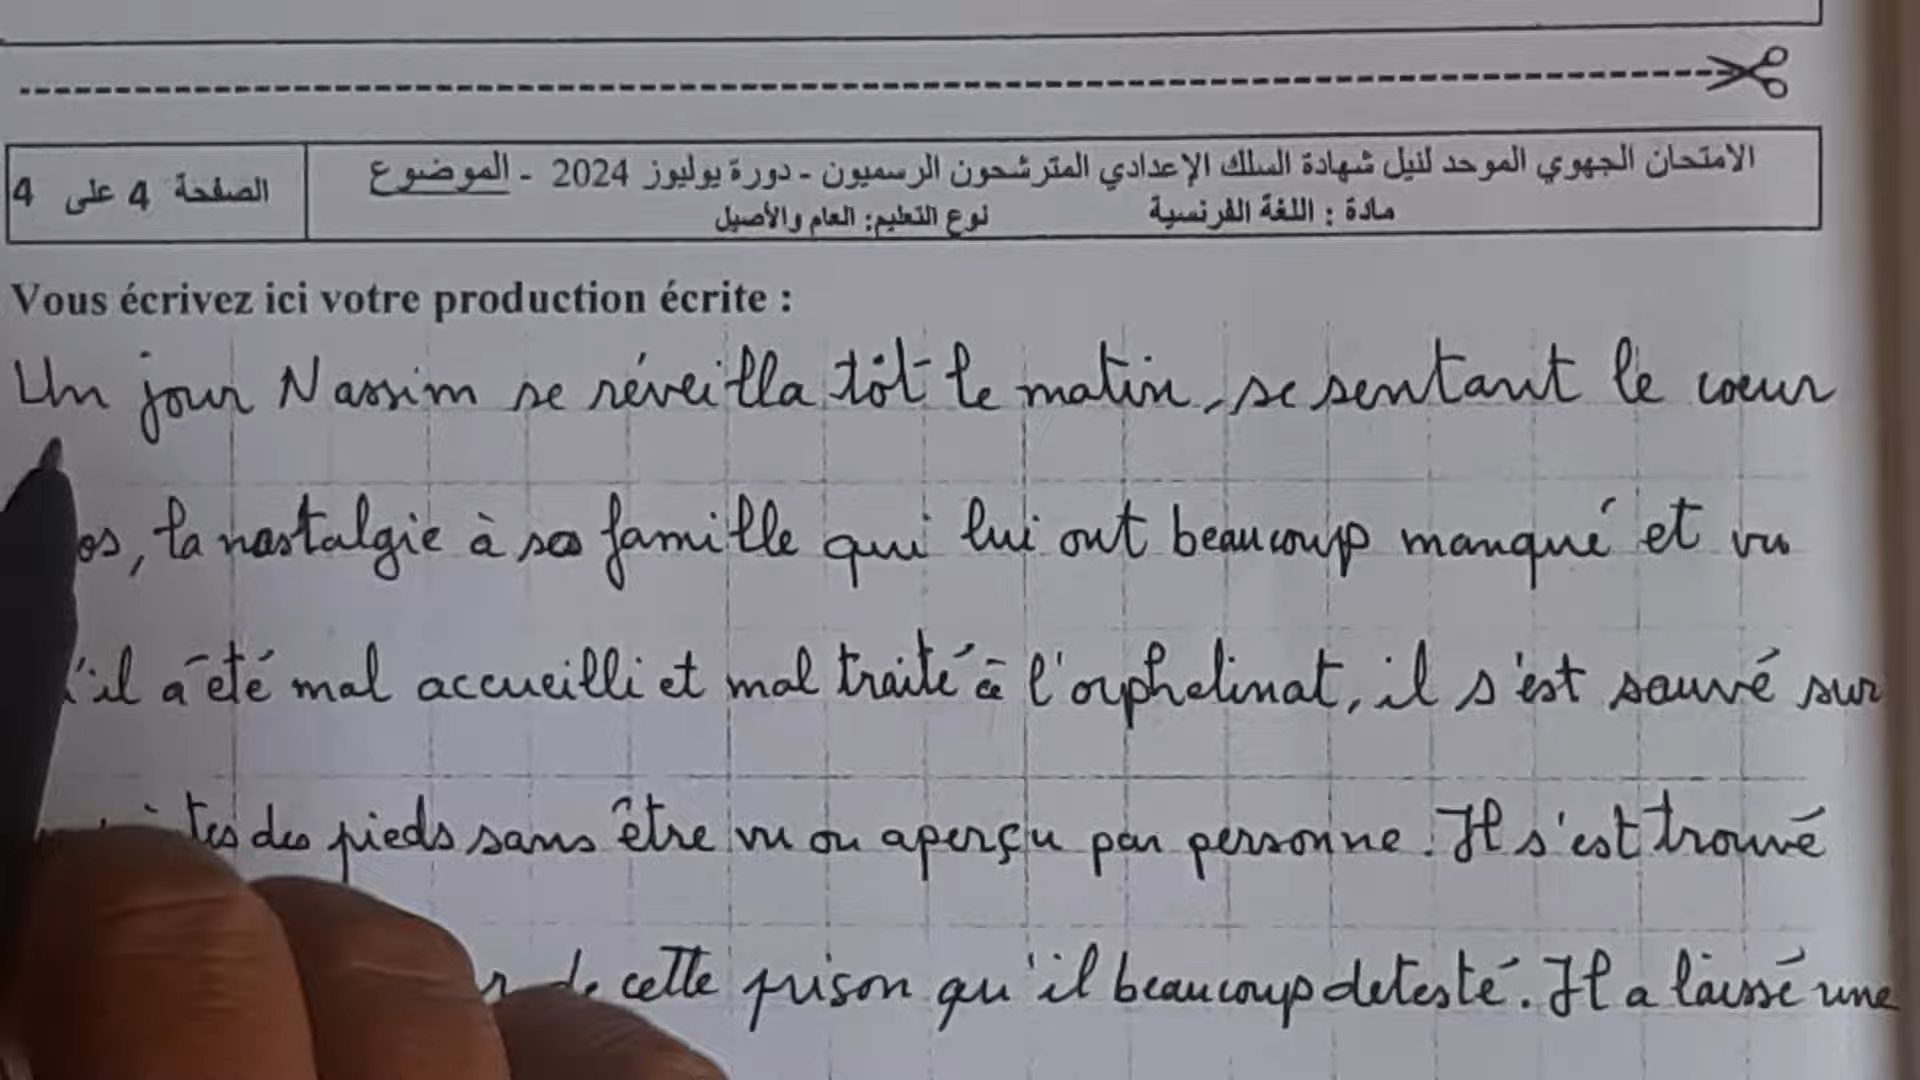 الامتحان الجهوي الموحد لنيل شهادة السلك الإعدادي المترشحون الرسميون - دورة يوليوز 2024 - الموضوع
الصفحة 4 على 4
مادة : اللغة الفرنسية نوع التعليم: العام والأصيل
Vous écrivez ici votre production écrite :
Un jour Nassim se réveilla tôt le matin, se sentant le cœur
la nostalgie à sa famille qui lui ont beaucoup manqué et vu
'il a été mal accueilli et mal traité à l'orphelinat, il s'est sauvé sur
des pieds sans être vu ou aperçu par personne. Il s'est trouvé
de cette prison qu'il beaucoup detesté. Il a laissé une